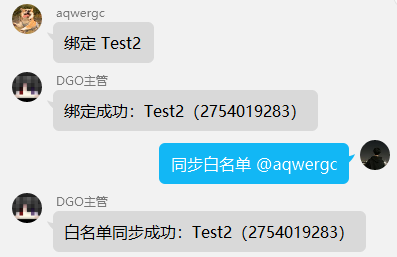 aqwergc
绑定 Test2
DGO主管
绑定成功：Test2（2754019283）
同步白名单 @aqwergc
DGO主管
白名单同步成功：Test2（2754019283）